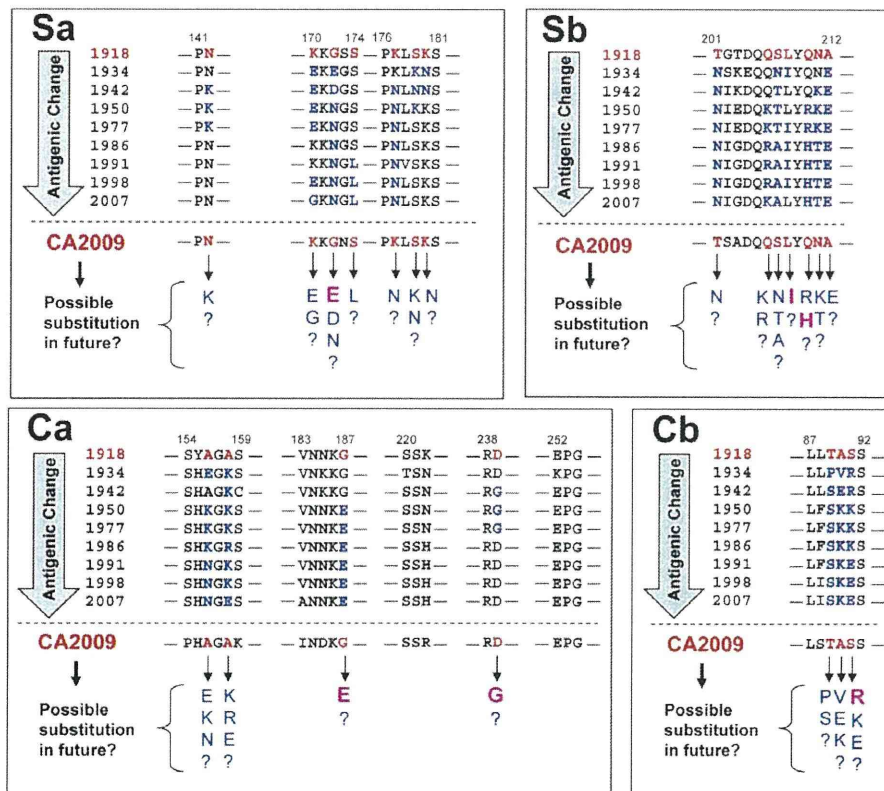 Sa
141 170 174 176 181
1918 — PN — — KKGSS — PKLSKS —
1934 — PN — — EKEGS — PNLKNS —
1942 — PK — — EKDGS — PNLNNS —
1950 — PK — — EKNGS — PNLKKS —
1977 — PK — — EKNGS — PNLSKS —
1986 — PN — — KKNGS — PNLSKS —
1991 — PN — — KKNGL — PNVSKS —
1998 — PN — — EKNGL — PNLSKS —
2007 — PN — — GKNGL — PNLSKS —
Antigenic Change
CA2009 — PN — — KKGNS — PKLSKS —
Possible substitution in future?
K E E L N K N
? G D ? ? N ?
? N ?
?
Sb
201 212
1918 — TGTDQQSLYQNA —
1934 — NSKEQQNIYQNE —
1942 — NIKDQQTLYQKE —
1950 — NIEDQKTLYRKE —
1977 — NIEDQKTIYRKE —
1986 — NIGDQRAIYHTE —
1991 — NIGDQRAIYHTE —
1998 — NIGDQRAIYHTE —
2007 — NIGDQKALYHTE —
Antigenic Change
CA2009 — TSADQQSLYQNA —
Possible substitution in future?
N K N I R K E
? R T ? H T ?
? A ? ?
?
Ca
154 159 183 187 220 238 252
1918 — SYAGAS — VNNKG — SSK — RD — EPG —
1934 — SHEGKS — VNKKG — TSN — RD — KPG —
1942 — SHAGKC — VNKKG — SSN — RG — EPG —
1950 — SHKGKS — VNNKE — SSN — RG — EPG —
1977 — SHKGKS — VNNKE — SSN — RG — EPG —
1986 — SHKGRS — VNNKE — SSH — RD — EPG —
1991 — SHNGKS — VNNKE — SSH — RD — EPG —
1998 — SHNGKS — VNNKE — SSH — RD — EPG —
2007 — SHNGES — ANNKE — SSH — RD — EPG —
Antigenic Change
CA2009 — PHAGAK — INDKG — SSR — RD — EPG —
Possible substitution in future?
E K E G
K R ? ?
N E
? ?
Cb
87 92
1918 — LLTASS —
1934 — LLPVRS —
1942 — LLSERS —
1950 — LFSKKS —
1977 — LFSKKS —
1986 — LFSKKS —
1991 — LFSKES —
1998 — LISKES —
2007 — LISKES —
Antigenic Change
CA2009 — LSTASS —
Possible substitution in future?
P V R
S E K
? K E
? ?